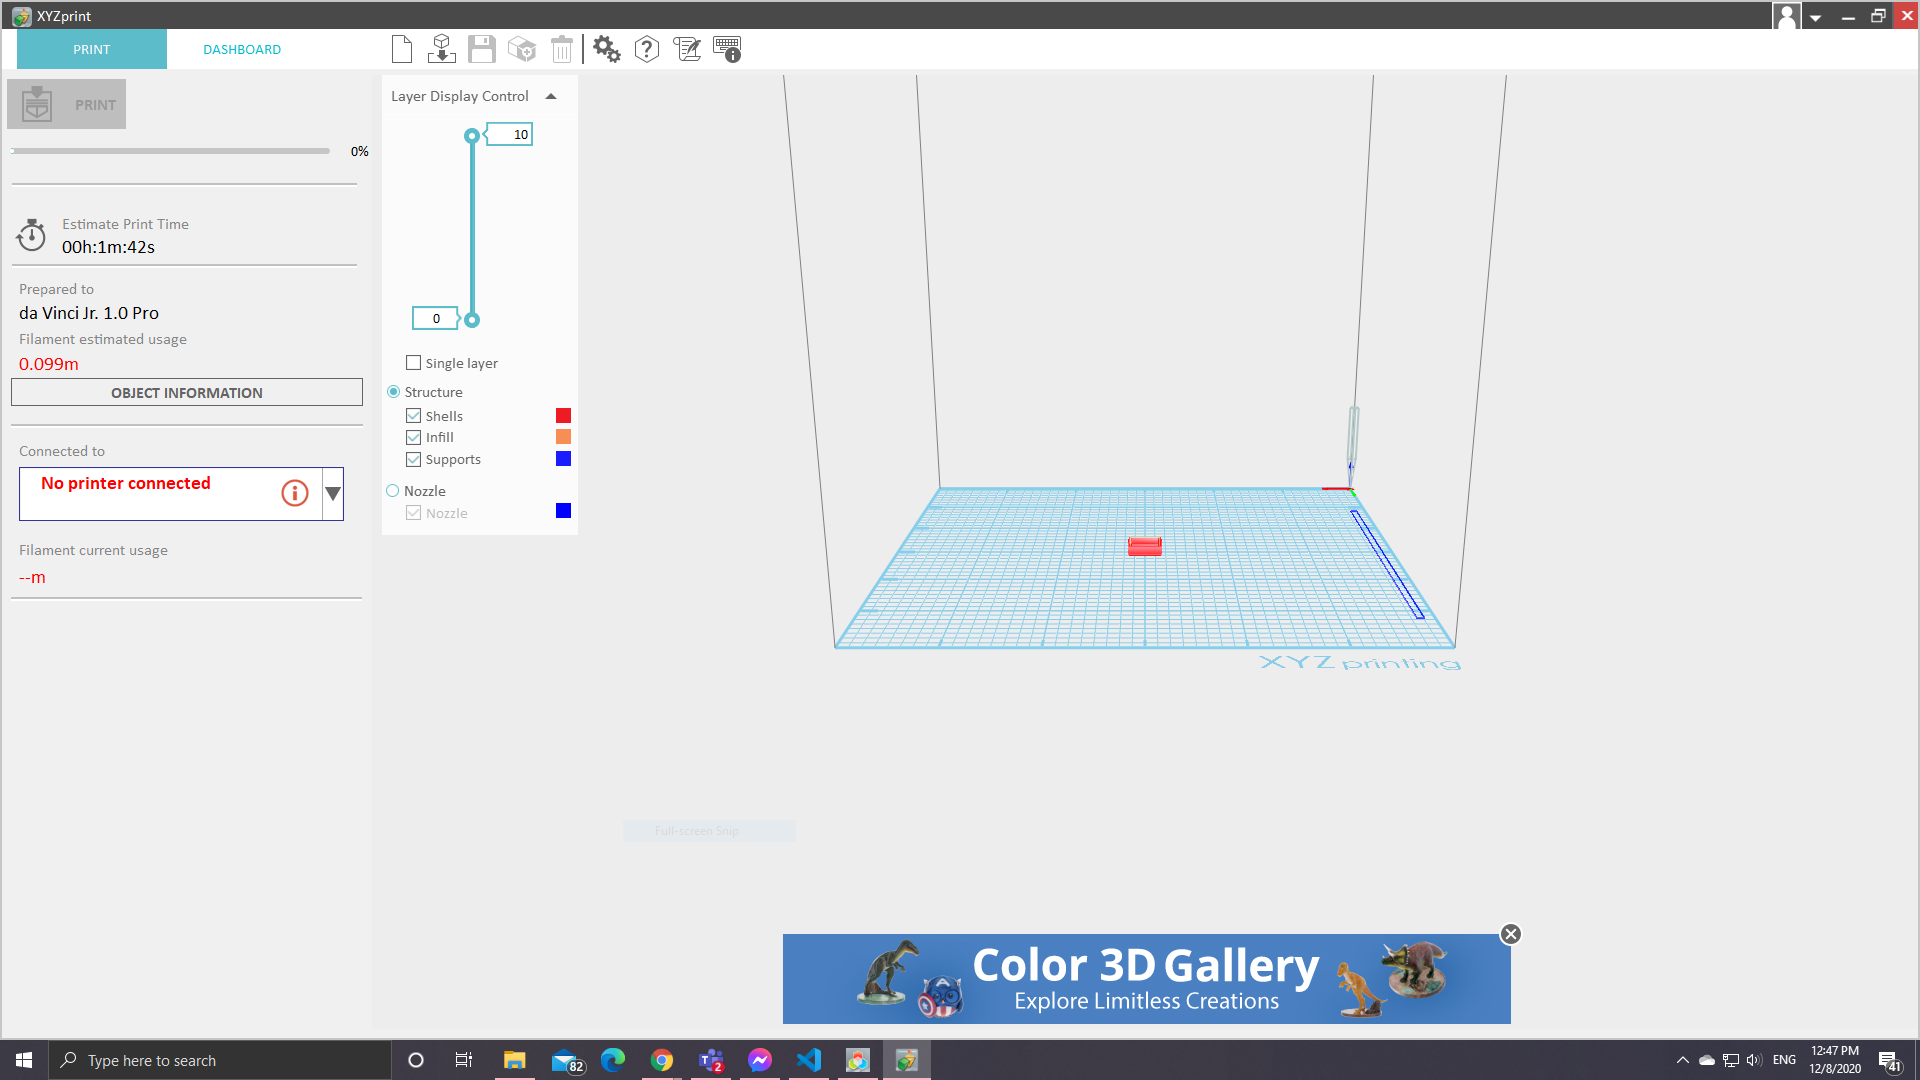 XYZprint
PRINT
DASHBOARD
PRINT
0%
Estimate Print Time
00h:1m:42s
Prepared to
da Vinci Jr. 1.0 Pro
Filament estimated usage
0.099m
OBJECT INFORMATION
Connected to
No printer connected
Filament current usage
--m
Layer Display Control
10
0
Single layer
Structure
Shells
Infill
Supports
Nozzle
Nozzle
XYZprinting
Full-screen Snip
Color 3D Gallery
Explore Limitless Creations
Type here to search
82
2
ENG
12:47 PM
12/8/2020
41